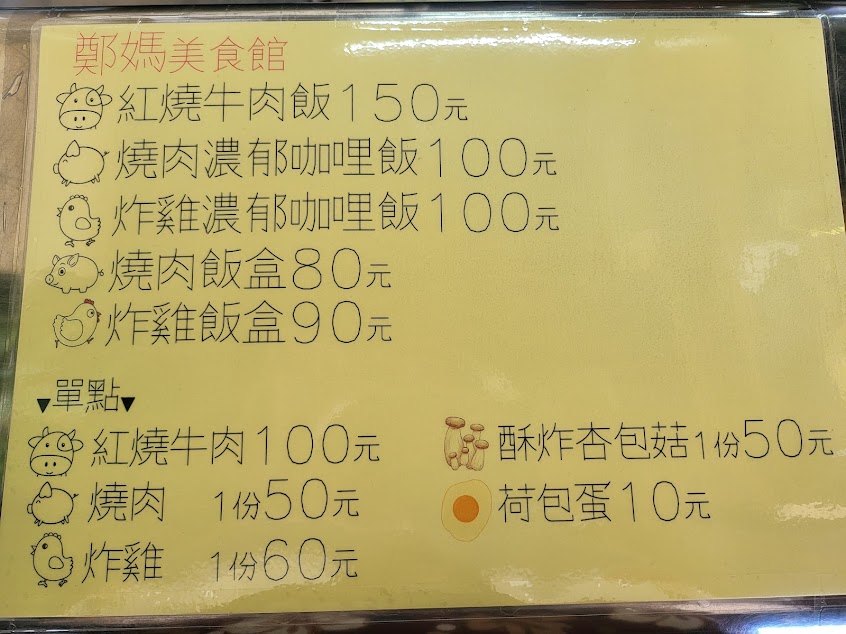 鄭媽美食館
紅燒牛肉飯150元
燒肉濃郁咖哩飯100元
炸雞濃郁咖哩飯100元
燒肉飯盒80元
炸雞飯盒90元
▼單點▼
紅燒牛肉100元
燒肉 1份50元
炸雞 1份60元
酥炸杏包菇1份50元
荷包蛋10元